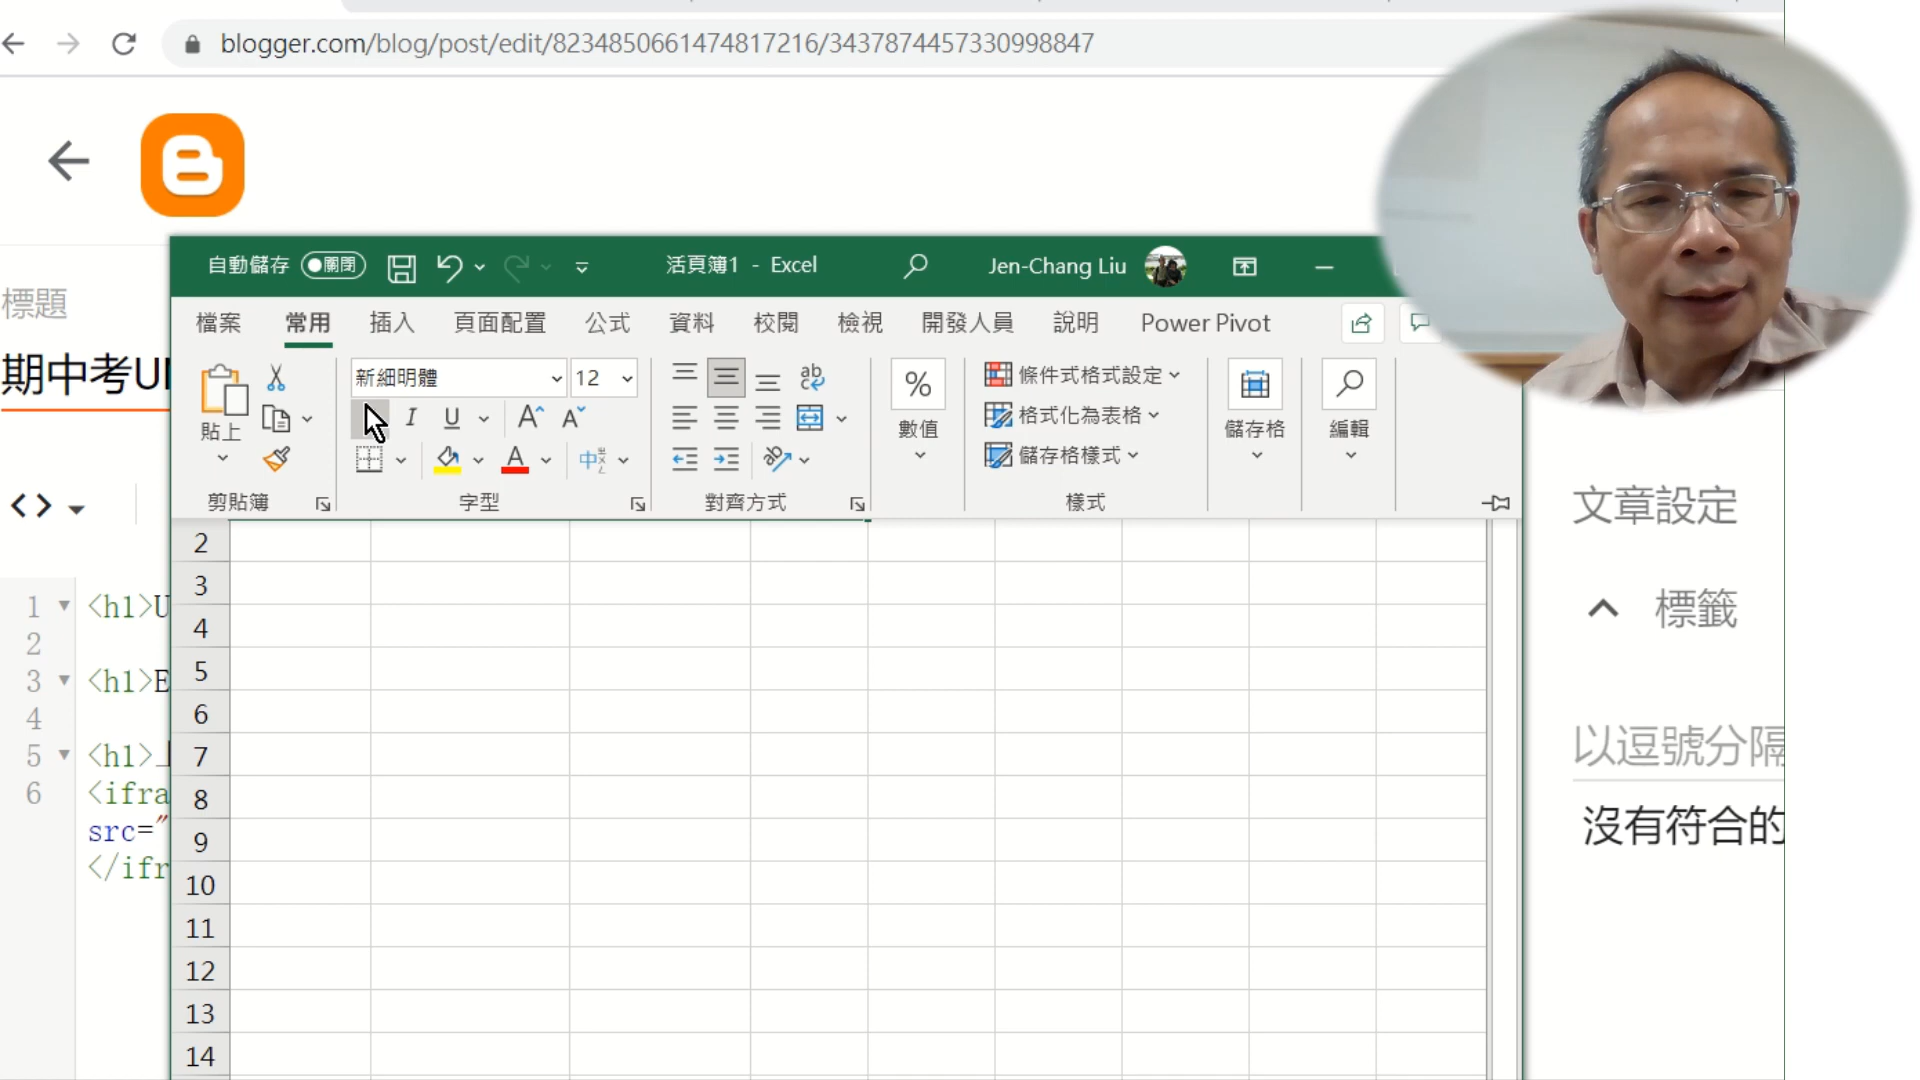 blogger.com/blog/post/edit/8234850661474817216/3437874457330998847
標題
期中考U
自動儲存 關閉 活頁簿1 - Excel Jen-Chang Liu
檔案 常用 插入 頁面配置 公式 資料 校閱 檢視 開發人員 說明 Power Pivot
貼上
新細明體 12
I U A A
A 中
ab
% 數值
條件式格式設定
格式化為表格
儲存格樣式
儲存格
編輯
剪貼簿 字型 對齊方式 樣式
文章設定
標籤
以逗號分隔
沒有符合的
1 <h1>U
2
3 <h1>E
4
5 <h1>
6 <ifra
src="
</ifr
2
3
4
5
6
7
8
9
10
11
12
13
14